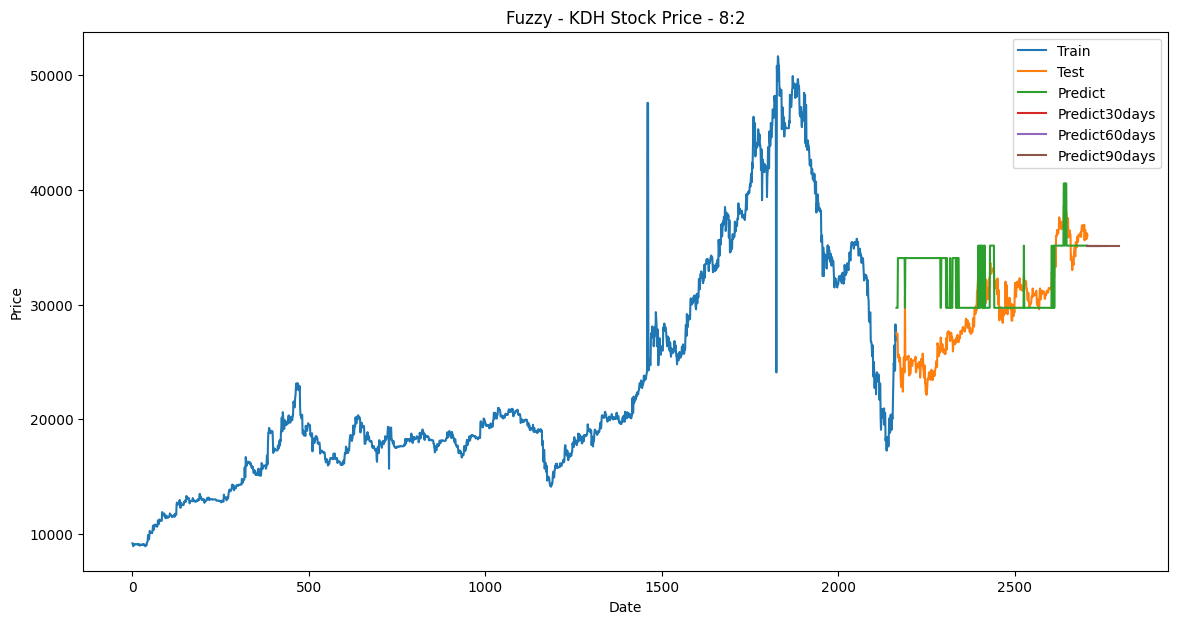 Fuzzy - KDH Stock Price - 8:2
Train
Test
Predict
Predict30days
Predict60days
Predict90days
50000
40000
30000
20000
10000
Price
0
500
1000
1500
2000
2500
Date